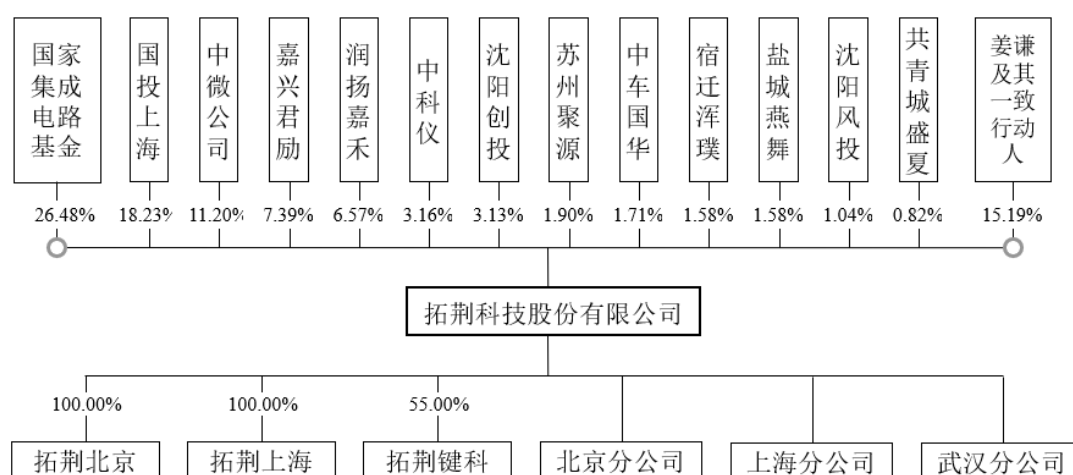 国家
集成
电路
基金
国投上海
中微公司
嘉兴君励
润扬嘉禾
中科仪
沈阳创投
苏州聚源
中车国华
宿迁浑璞
盐城燕舞
沈阳风投
共青城盛夏
姜谦
及其
一致
行动
人
26.48%
18.23%
11.20%
7.39%
6.57%
3.16%
3.13%
1.90%
1.71%
1.58%
1.58%
1.04%
0.82%
15.19%
拓荆科技股份有限公司
100.00%
100.00%
55.00%
拓荆北京
拓荆上海
拓荆键科
北京分公司
上海分公司
武汉分公司